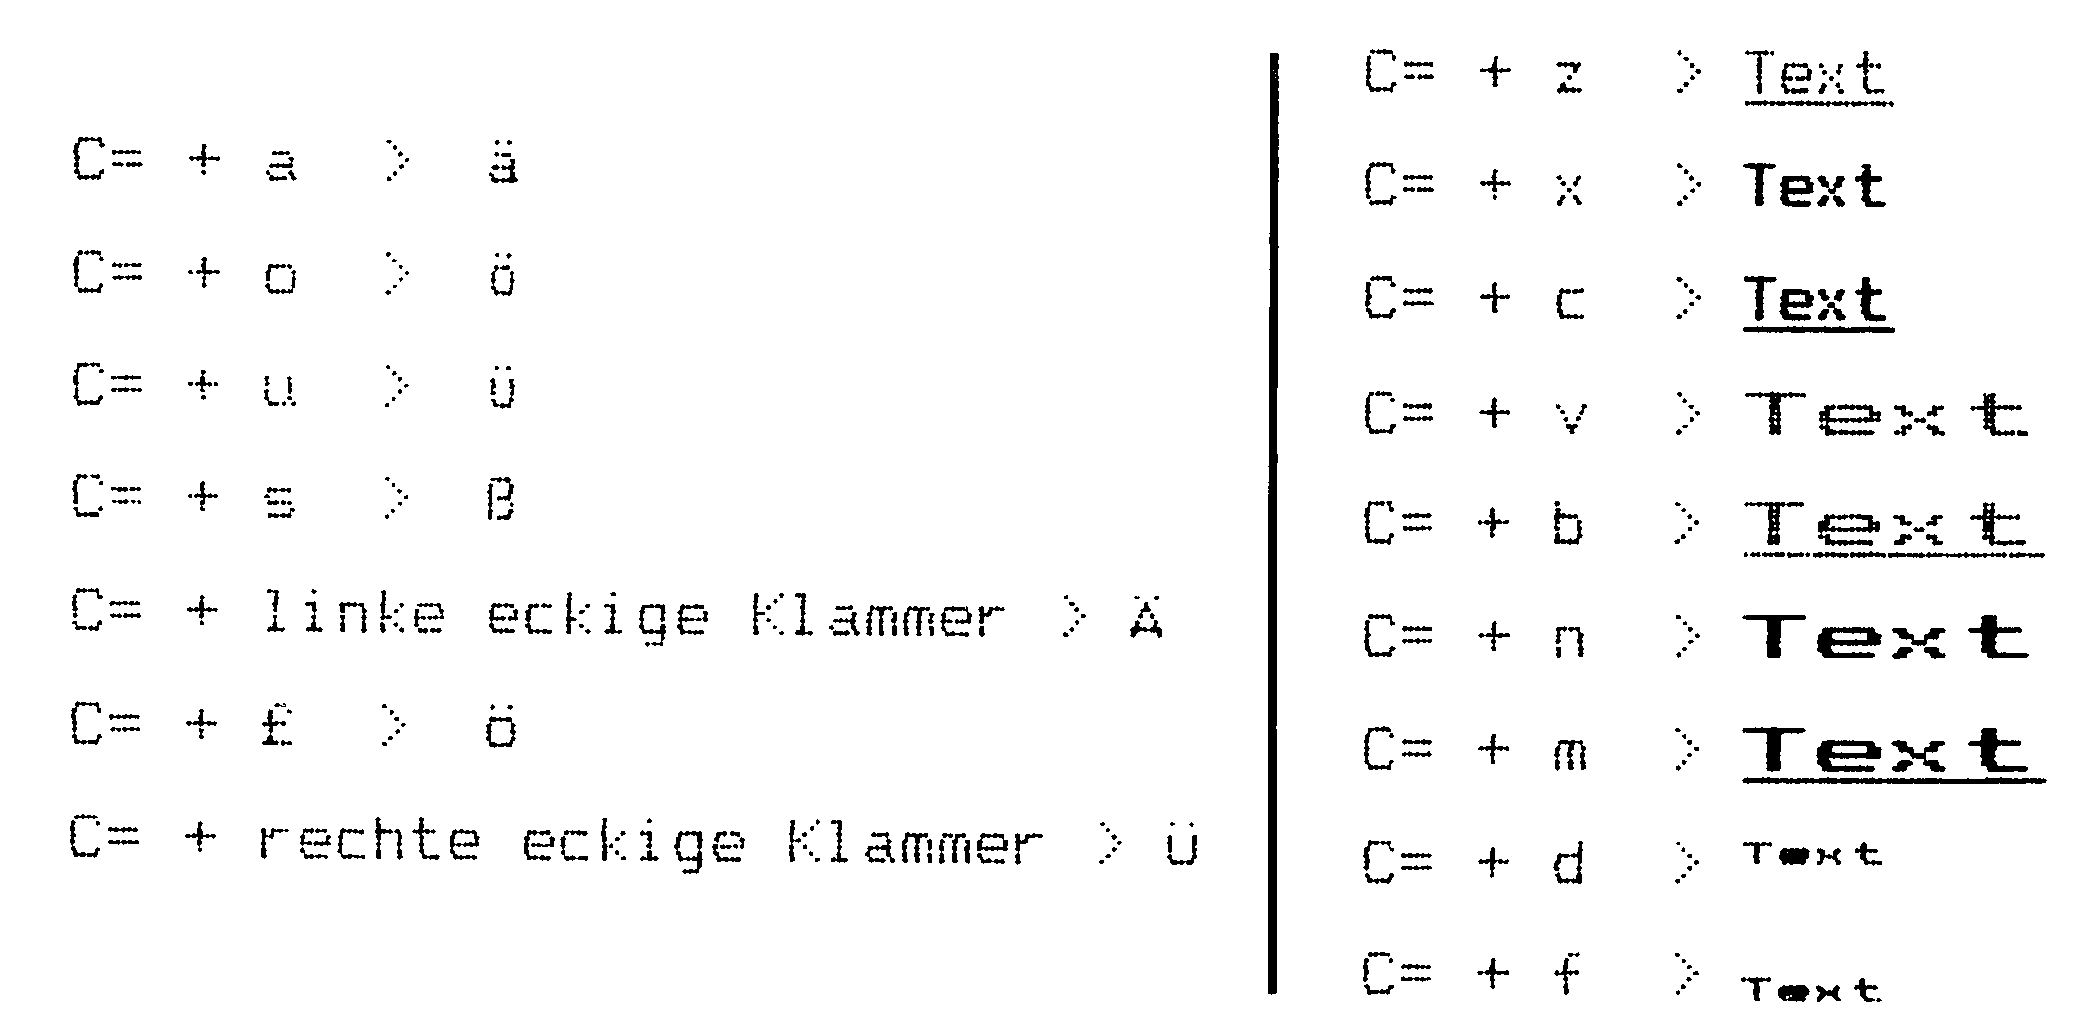 C= + a > ä
C= + o > ö
C= + u > ü
C= + s > ß
C= + linke eckige Klammer > Ä
C= + £ > Ö
C= + rechte eckige Klammer > Ü
C= + z > Text
C= + x > Text
C= + c > Text
C= + v > Text
C= + b > Text
C= + n > Text
C= + m > Text
C= + d > Text
C= + f > Text